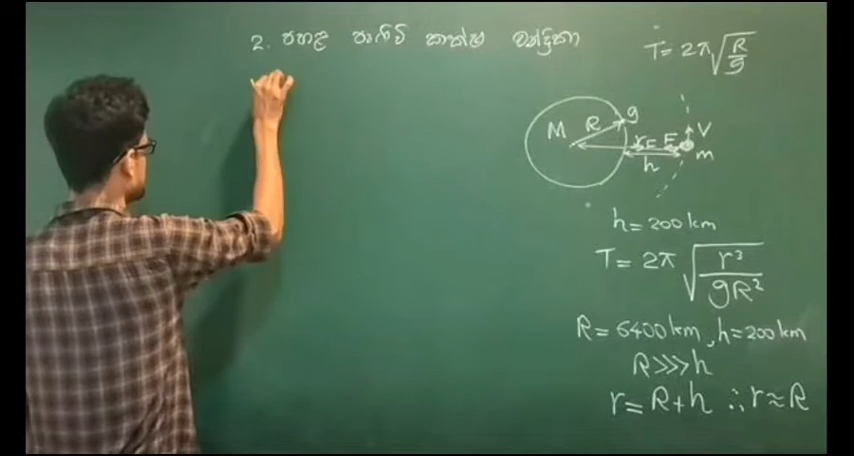 2. පහළ පෘථිවි කක්ෂ චන්ද්‍රිකා
T = 2π√(R/g)
M R g
r F V
m
h
h = 200 km
T = 2π √(r³/gR²)
R = 6400 km, h = 200 km
R >>> h
r = R + h ∴ r ≈ R